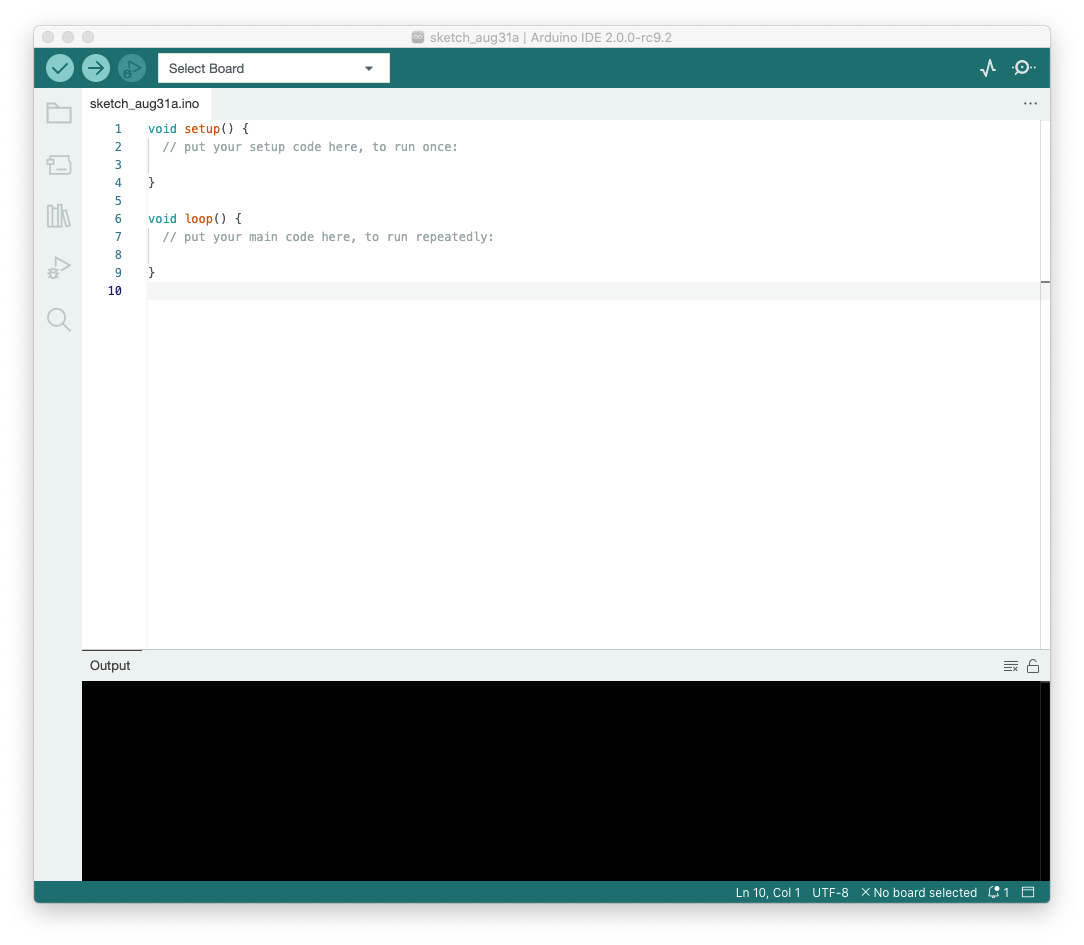 sketch_aug31a | Arduino IDE 2.0.0-rc9.2
Select Board
sketch_aug31a.ino
1 void setup() {
2 // put your setup code here, to run once:
3
4 }
5
6 void loop() {
7 // put your main code here, to run repeatedly:
8
9 }
10
Output
Ln 10, Col 1 UTF-8 No board selected 1